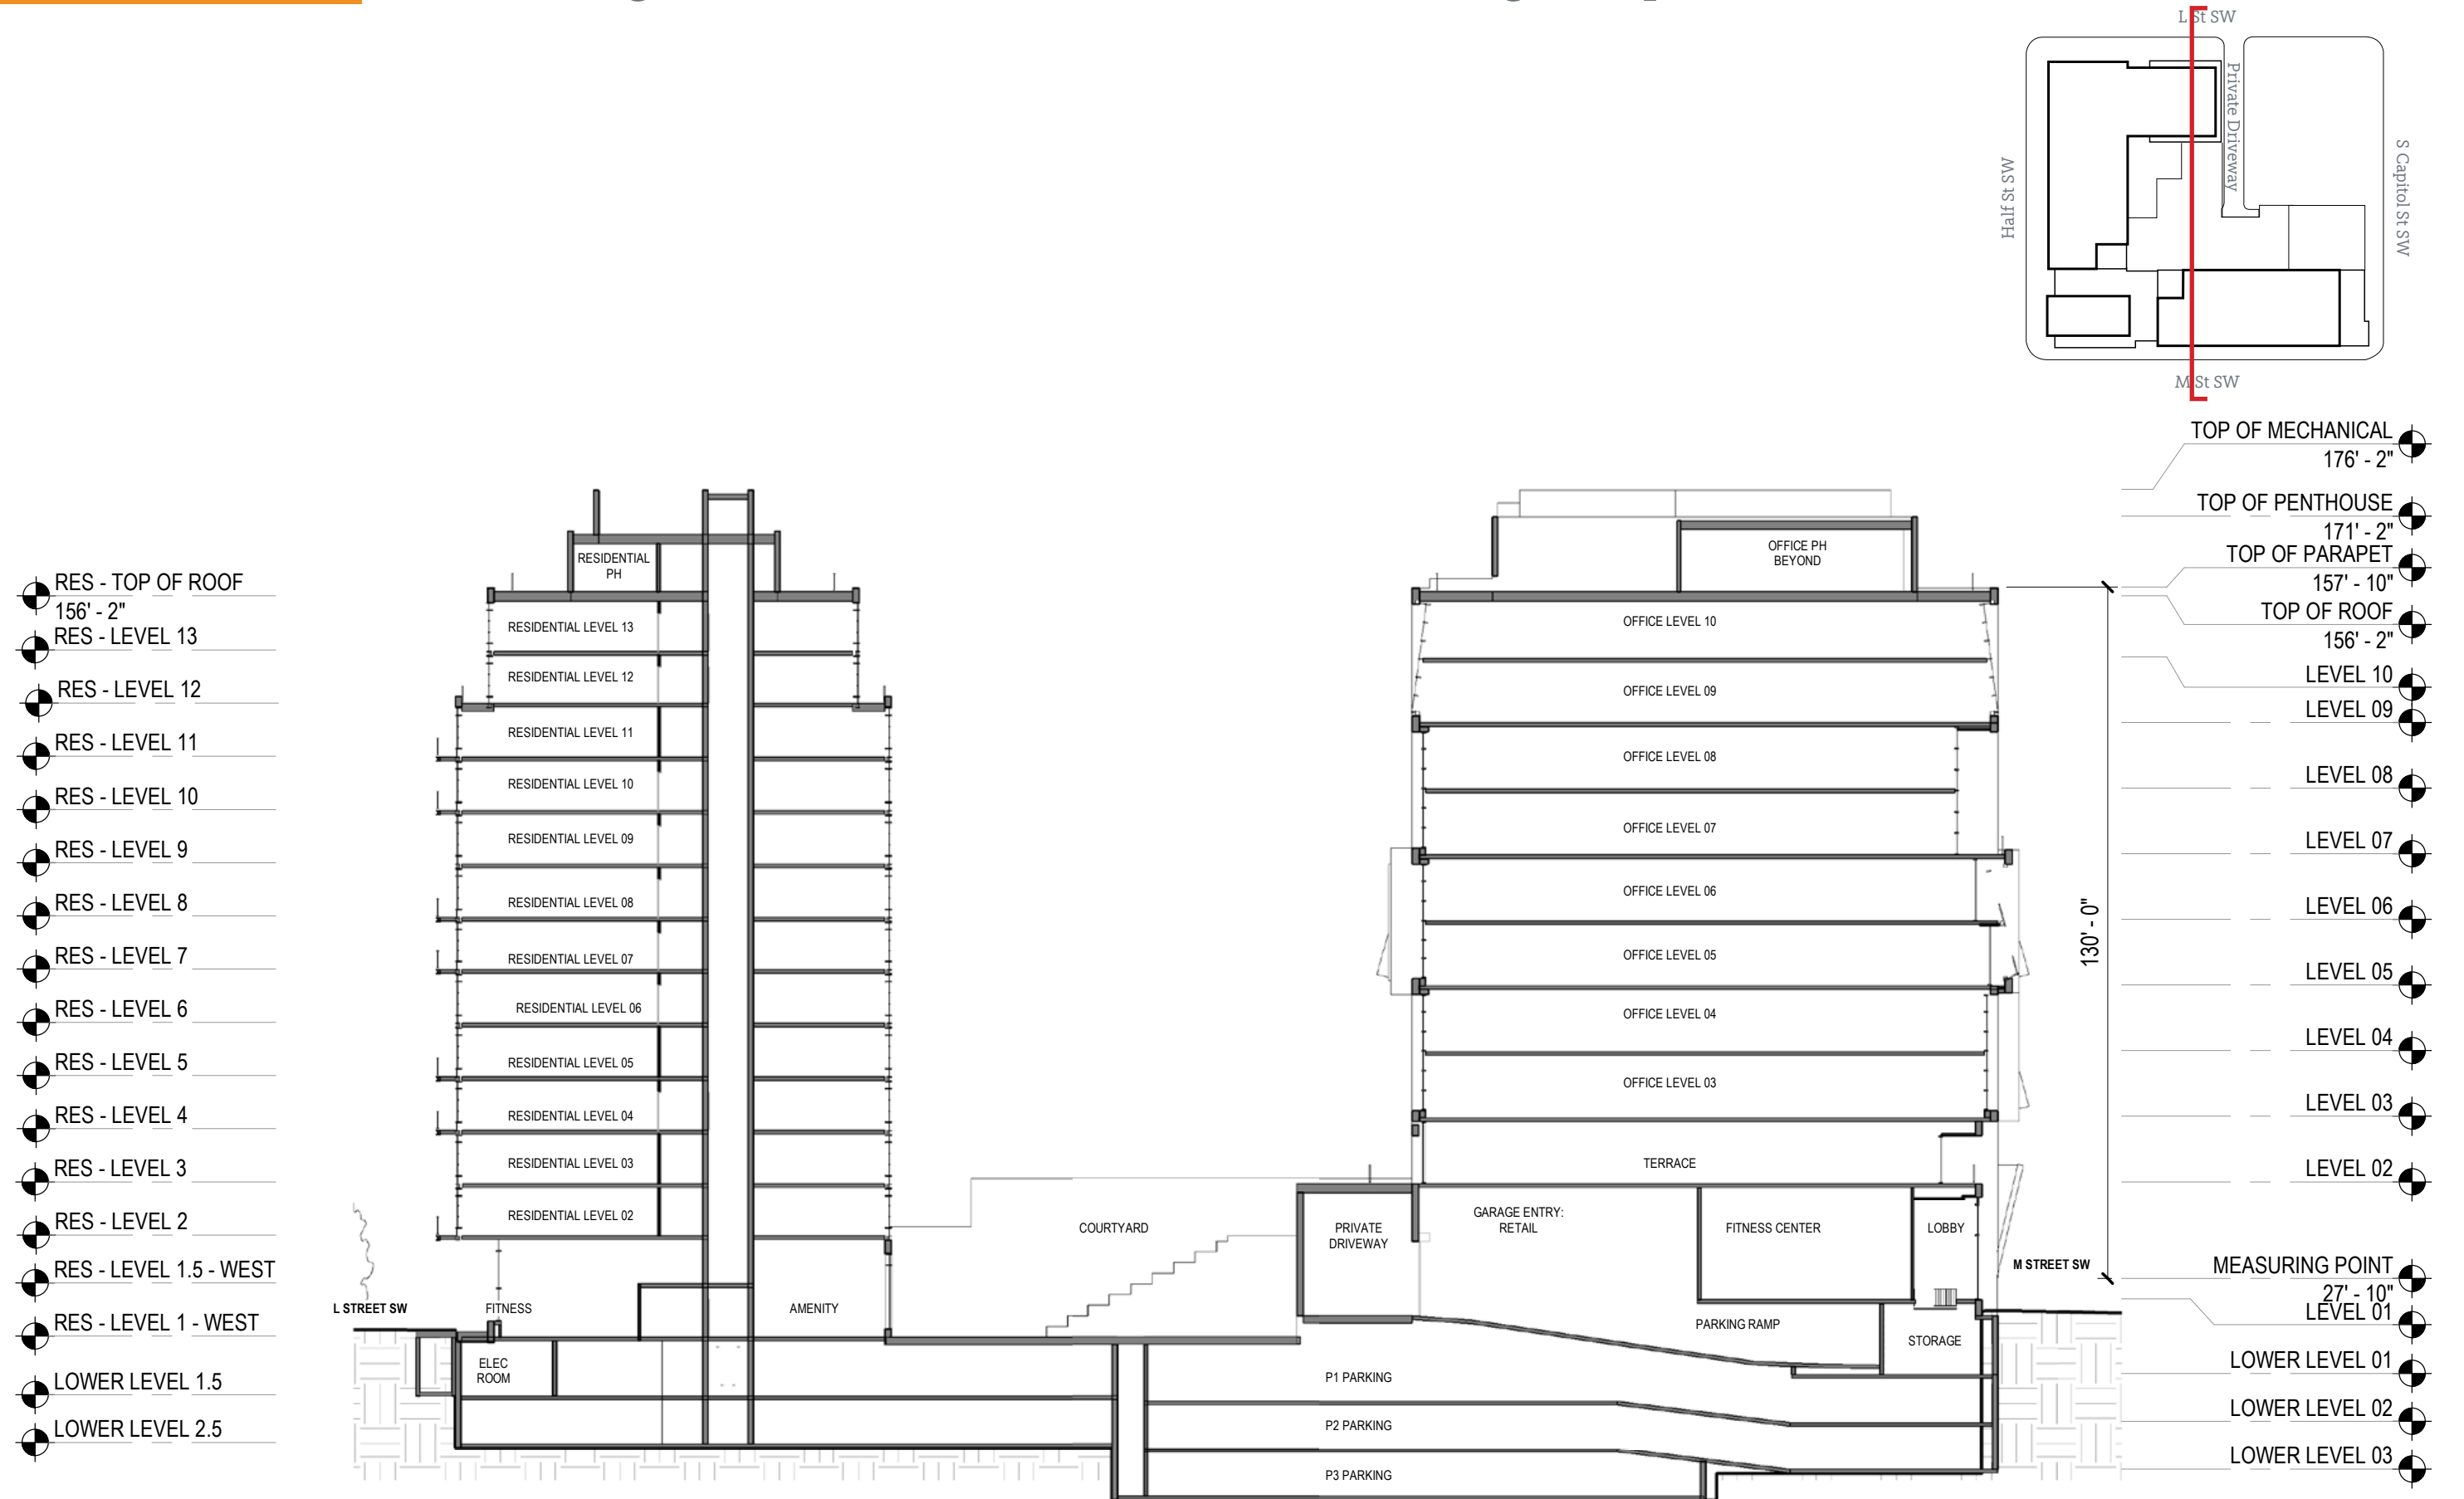 L St SW
Private Driveway
Half St SW
S Capitol St SW
M St SW
TOP OF MECHANICAL
176' - 2"
TOP OF PENTHOUSE
171' - 2"
TOP OF PARAPET
157' - 10"
TOP OF ROOF
156' - 2"
LEVEL 10
LEVEL 09
LEVEL 08
LEVEL 07
LEVEL 06
LEVEL 05
LEVEL 04
LEVEL 03
LEVEL 02
MEASURING POINT
27' - 10"
LEVEL 01
LOWER LEVEL 01
LOWER LEVEL 02
LOWER LEVEL 03
130' - 0"
RES - TOP OF ROOF
156' - 2"
RES - LEVEL 13
RES - LEVEL 12
RES - LEVEL 11
RES - LEVEL 10
RES - LEVEL 9
RES - LEVEL 8
RES - LEVEL 7
RES - LEVEL 6
RES - LEVEL 5
RES - LEVEL 4
RES - LEVEL 3
RES - LEVEL 2
RES - LEVEL 1.5 - WEST
RES - LEVEL 1 - WEST
LOWER LEVEL 1.5
LOWER LEVEL 2.5
RESIDENTIAL
PH
RESIDENTIAL LEVEL 13
RESIDENTIAL LEVEL 12
RESIDENTIAL LEVEL 11
RESIDENTIAL LEVEL 10
RESIDENTIAL LEVEL 09
RESIDENTIAL LEVEL 08
RESIDENTIAL LEVEL 07
RESIDENTIAL LEVEL 06
RESIDENTIAL LEVEL 05
RESIDENTIAL LEVEL 04
RESIDENTIAL LEVEL 03
RESIDENTIAL LEVEL 02
L STREET SW
FITNESS
AMENITY
ELEC
ROOM
COURTYARD
OFFICE PH
BEYOND
OFFICE LEVEL 10
OFFICE LEVEL 09
OFFICE LEVEL 08
OFFICE LEVEL 07
OFFICE LEVEL 06
OFFICE LEVEL 05
OFFICE LEVEL 04
OFFICE LEVEL 03
TERRACE
PRIVATE
DRIVEWAY
GARAGE ENTRY:
RETAIL
FITNESS CENTER
LOBBY
M STREET SW
PARKING RAMP
STORAGE
P1 PARKING
P2 PARKING
P3 PARKING